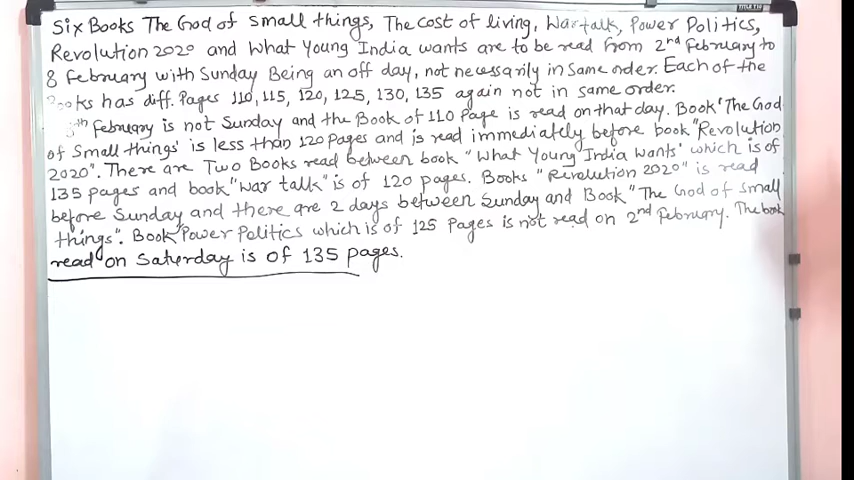 Six Books The God of Small things, The cost of living, War talk, Power Politics,
Revolution 2020 and What Young India wants are to be read from 2nd February to
8 February with Sunday Being an off day, not necessarily in Same order. Each of the
Books has diff. Pages 110, 115, 120, 125, 130, 135 again not in same order.
th February is not Sunday and the Book of 110 Page is read on that day. Book "The God
of Small things" is less than 120 pages and is read immediately before book "Revolution
2020". There are Two Books read between book "What Young India Wants" which is of
135 pages and book "war talk" is of 120 pages. Books "Revolution 2020" is read
before Sunday and there are 2 days between Sunday and Book "The God of Small
things". Book "Power Politics which is of 125 Pages is not read on 2nd February. The book
read on Saturday is of 135 pages.